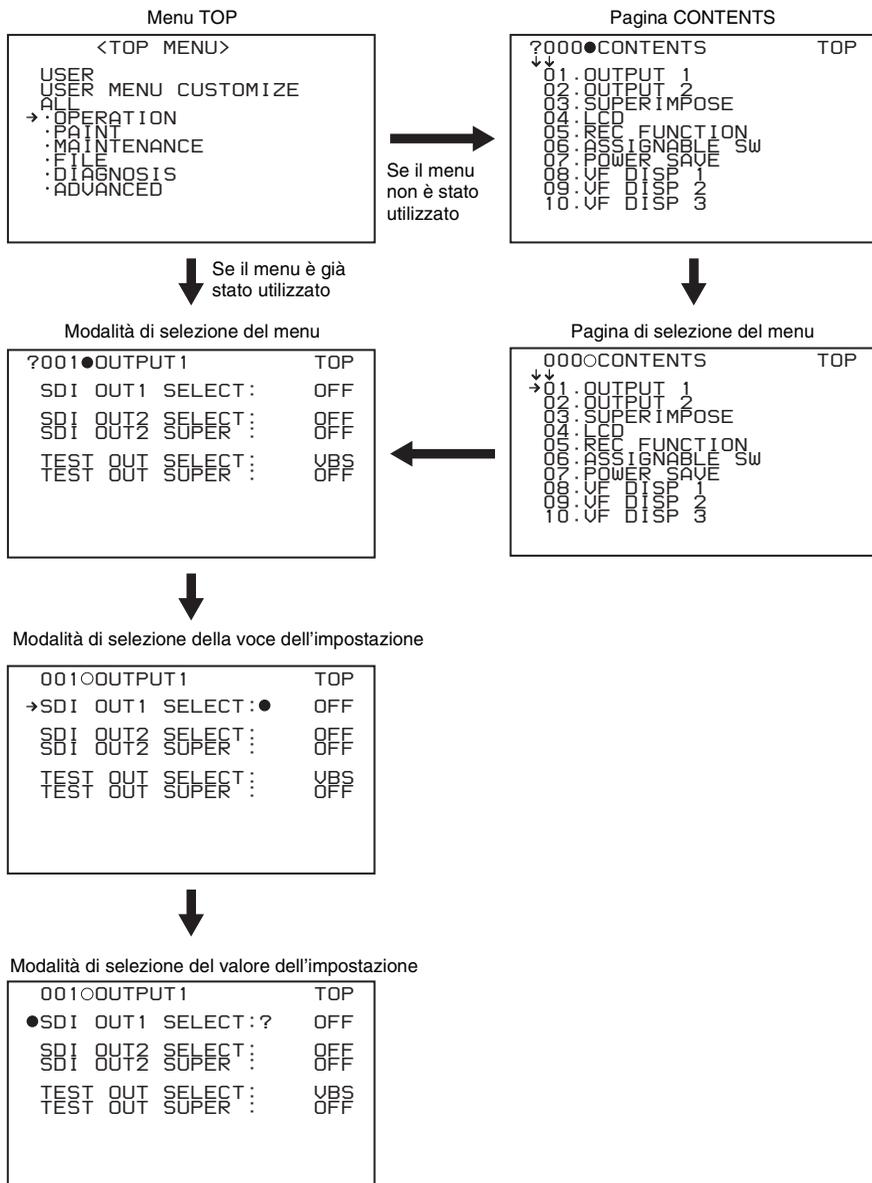 Menu TOP
<TOP MENU>
USER
USER MENU CUSTOMIZE
ALL
→·OPERATION
·PAINT
·MAINTENANCE
·FILE
·DIAGNOSIS
·ADVANCED
Se il menu
non è stato
utilizzato
Pagina CONTENTS
?000●CONTENTS TOP
↓↓
01.OUTPUT 1
02.OUTPUT 2
03.SUPERIMPOSE
04.LCD
05.REC FUNCTION
06.ASSIGNABLE SW
07.POWER SAVE
08.VF DISP 1
09.VF DISP 2
10.VF DISP 3
Se il menu è già
stato utilizzato
Modalità di selezione del menu
?001●OUTPUT1 TOP
SDI OUT1 SELECT: OFF
SDI OUT2 SELECT: OFF
SDI OUT2 SUPER : OFF
TEST OUT SELECT: VBS
TEST OUT SUPER : OFF
Pagina di selezione del menu
000○CONTENTS TOP
↓↓
→01.OUTPUT 1
02.OUTPUT 2
03.SUPERIMPOSE
04.LCD
05.REC FUNCTION
06.ASSIGNABLE SW
07.POWER SAVE
08.VF DISP 1
09.VF DISP 2
10.VF DISP 3
Modalità di selezione della voce dell'impostazione
001○OUTPUT1 TOP
→SDI OUT1 SELECT:● OFF
SDI OUT2 SELECT: OFF
SDI OUT2 SUPER : OFF
TEST OUT SELECT: VBS
TEST OUT SUPER : OFF
Modalità di selezione del valore dell'impostazione
001○OUTPUT1 TOP
●SDI OUT1 SELECT:? OFF
SDI OUT2 SELECT: OFF
SDI OUT2 SUPER : OFF
TEST OUT SELECT: VBS
TEST OUT SUPER : OFF